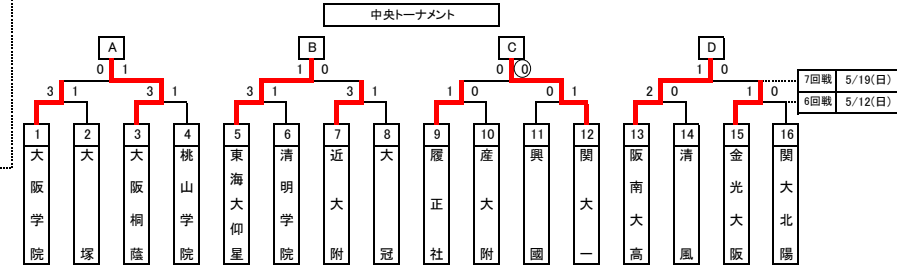 中央トーナメント
A B C D
0 1 1 0 0 ⓪ 1 0
7回戦 5/19(日)
3 1 3 1 3 1 3 1 1 0 0 1 2 0 1 0
6回戦 5/12(日)
1 2 3 4 5 6 7 8 9 10 11 12 13 14 15 16
大阪学院
大塚
大阪桐蔭
桃山学院
東海大仰星
清明学院
近大附
大冠
履正社
産大附
興國
関大一
阪南大高
清風
金光大阪
関大北陽